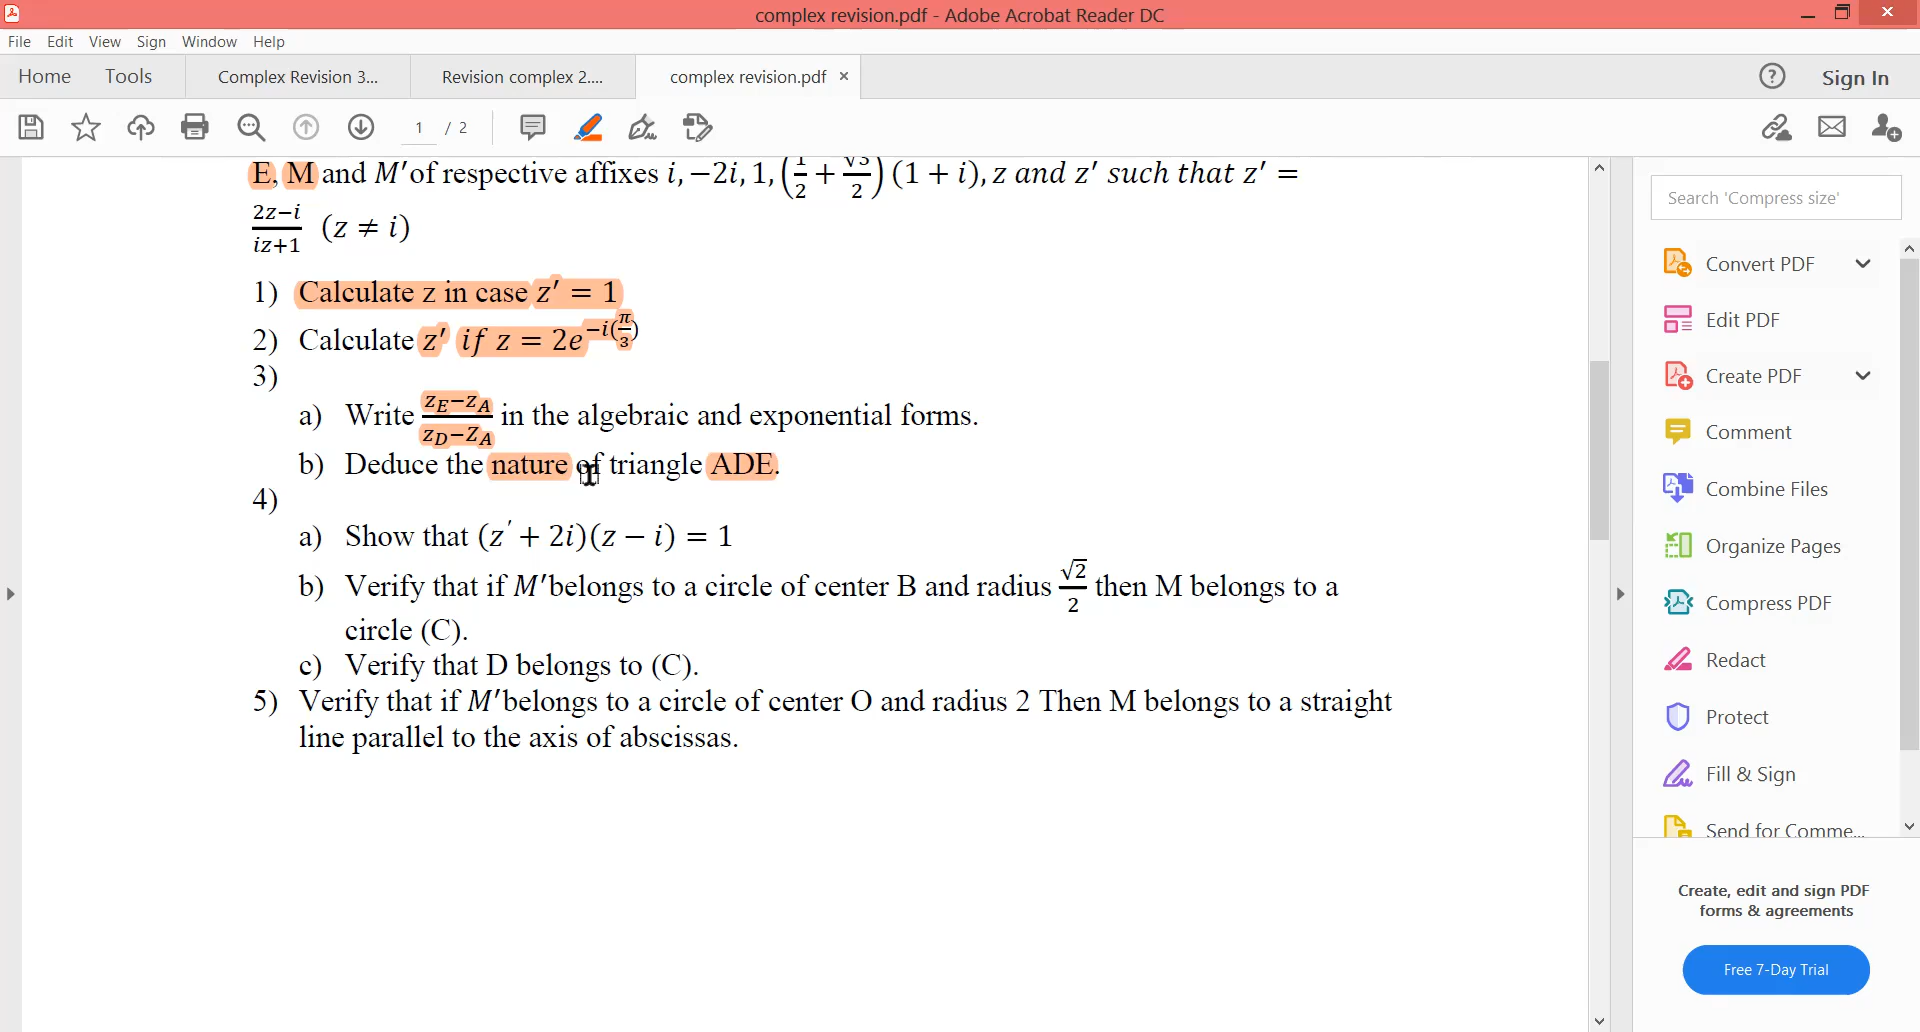 complex revision.pdf - Adobe Acrobat Reader DC
File Edit View Sign Window Help
Home Tools Complex Revision 3... Revision complex 2.... complex revision.pdf × ? Sign In
1 / 2
E, M and M′of respective affixes i, −2i, 1, (1/2 + √3/2) (1 + i), z and z′ such that z′ =
2z−i/iz+1 (z ≠ i)
1) Calculate z in case z′ = 1
2) Calculate z′ if z = 2e^−i(π/3)
3)
a) Write zE−zA/zD−zA in the algebraic and exponential forms.
b) Deduce the nature of triangle ADE.
4)
a) Show that (z′ + 2i)(z − i) = 1
b) Verify that if M′belongs to a circle of center B and radius √2/2 then M belongs to a
circle (C).
c) Verify that D belongs to (C).
5) Verify that if M′belongs to a circle of center O and radius 2 Then M belongs to a straight
line parallel to the axis of abscissas.
Search 'Compress size'
Convert PDF
Edit PDF
Create PDF
Comment
Combine Files
Organize Pages
Compress PDF
Redact
Protect
Fill & Sign
Send for Comme...
Create, edit and sign PDF
forms & agreements
Free 7-Day Trial